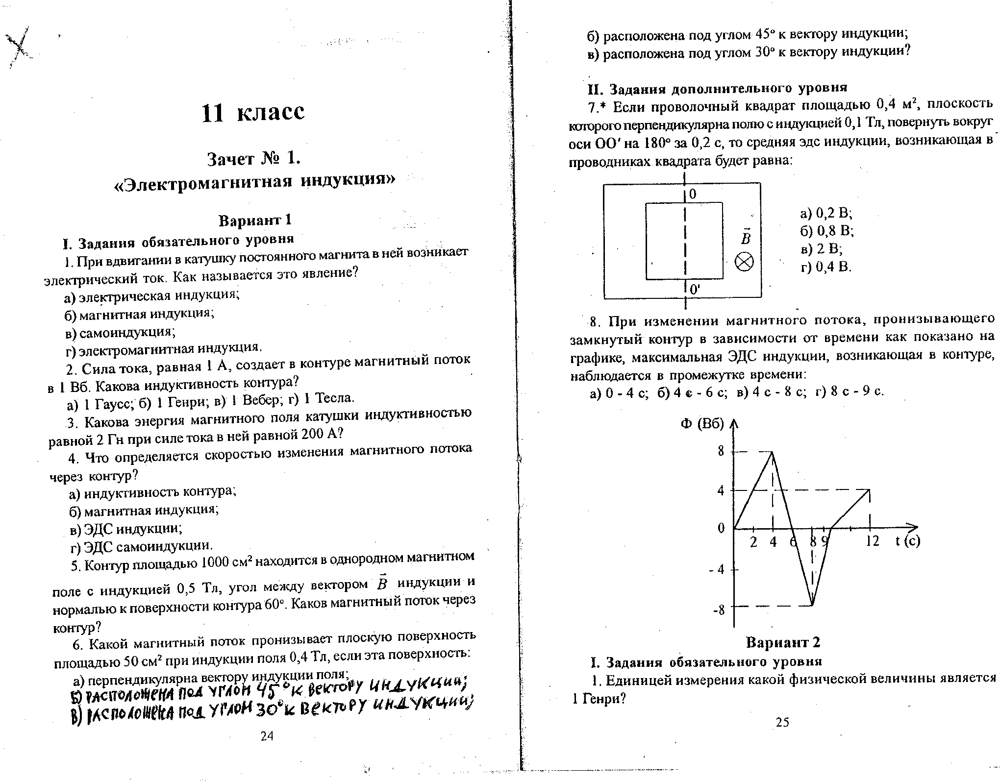 11 класс
Зачет № 1.
«Электромагнитная индукция»
Вариант 1
I. Задания обязательного уровня
1. При вдвигании в катушку постоянного магнита в ней возникает
электрический ток. Как называется это явление?
а) электрическая индукция;
б) магнитная индукция;
в) самоиндукция;
г) электромагнитная индукция.
2. Сила тока, равная 1 А, создает в контуре магнитный поток
в 1 Вб. Какова индуктивность контура?
а) 1 Гаусс; б) 1 Генри; в) 1 Вебер; г) 1 Тесла.
3. Какова энергия магнитного поля катушки индуктивностью
равной 2 Гн при силе тока в ней равной 200 А?
4. Что определяется скоростью изменения магнитного потока
через контур?
а) индуктивность контура;
б) магнитная индукция;
в) ЭДС индукции;
г) ЭДС самоиндукции.
5. Контур площадью 1000 см² находится в однородном магнитном
поле с индукцией 0,5 Тл, угол между вектором B⃗ индукции и
нормалью к поверхности контура 60°. Каков магнитный поток через
контур?
6. Какой магнитный поток пронизывает плоскую поверхность
площадью 50 см² при индукции поля 0,4 Тл, если эта поверхность:
а) перпендикулярна вектору индукции поля;
Б) РАСПОЛОЖЕНА ПОД УГЛОМ 45° К ВЕКТОРУ ИНДУКЦИИ;
В) РАСПОЛОЖЕНА ПОД УГЛОМ 30° К ВЕКТОРУ ИНДУКЦИИ;
24
б) расположена под углом 45° к вектору индукции;
в) расположена под углом 30° к вектору индукции?
II. Задания дополнительного уровня
7.* Если проволочный квадрат площадью 0,4 м², плоскость
которого перпендикулярна полю с индукцией 0,1 Тл, повернуть вокруг
оси OO' на 180° за 0,2 с, то средняя эдс индукции, возникающая в
проводниках квадрата будет равна:
O
B⃗
O'
а) 0,2 В;
б) 0,8 В;
в) 2 В;
г) 0,4 В.
8. При изменении магнитного потока, пронизывающего
замкнутый контур в зависимости от времени как показано на
графике, максимальная ЭДС индукции, возникающая в контуре,
наблюдается в промежутке времени:
а) 0 - 4 с; б) 4 с - 6 с; в) 4 с - 8 с; г) 8 с - 9 с.
Ф (Вб)
8
4
0
2 4 6 8 9 12 t (с)
- 4
-8
Вариант 2
I. Задания обязательного уровня
1. Единицей измерения какой физической величины является
1 Генри?
25